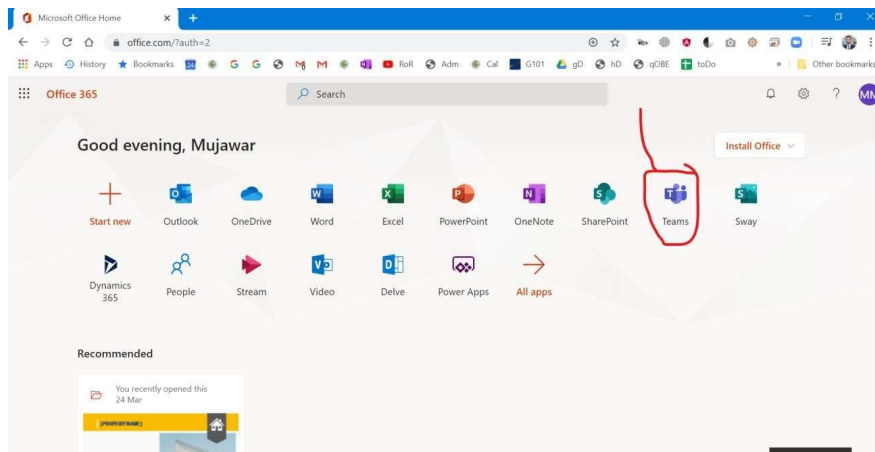 Microsoft Office Home
office.com/?auth=2
Apps History Bookmarks 24 G G RoR Adm Cal G101 gD hD qOBE toDo » Other bookmarks
Office 365 Search ? MM
Good evening, Mujawar
Install Office
Start new Outlook OneDrive Word Excel PowerPoint OneNote SharePoint Teams Sway
Dynamics 365 People Stream Video Delve Power Apps All apps
Recommended
You recently opened this
24 Mar
[PROPERTY NAME]